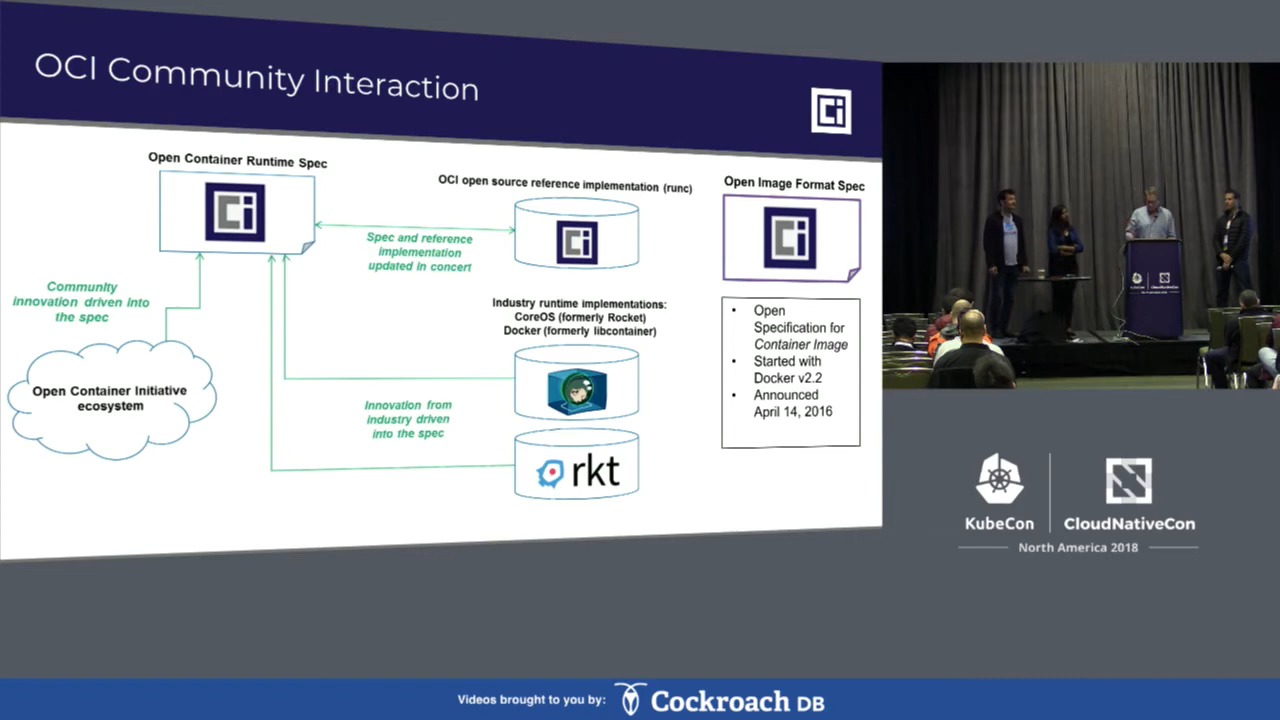 OCI Community Interaction
Ci
Open Container Runtime Spec
Ci
OCI open source reference implementation (runc)
Ci
Spec and reference
implementation
updated in concert
Community
innovation driven into
the spec
Industry runtime implementations:
CoreOS (formerly Rocket)
Docker (formerly libcontainer)
Open Container Initiative
ecosystem
Innovation from
industry driven
into the spec
rkt
Open Image Format Spec
Ci
• Open
Specification for
Container Image
• Started with
Docker v2.2
• Announced
April 14, 2016
KubeCon
CloudNativeCon
North America 2018
Videos brought to you by:
Cockroach DB